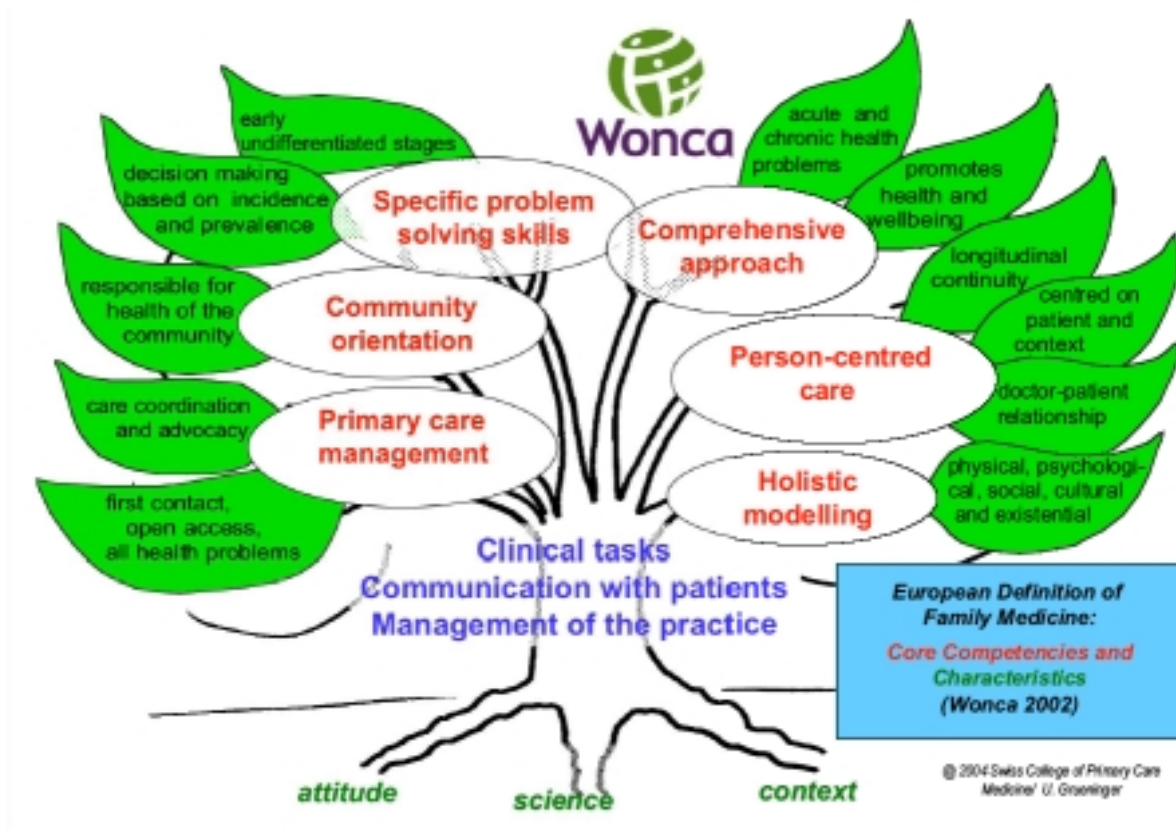 Wonca
early
undifferentiated stages
decision making
based on incidence
and prevalence
responsible for
health of the
community
care coordination
and advocacy
first contact,
open access,
all health problems
Specific problem
solving skills
Community
orientation
Primary care
management
Comprehensive
approach
Person-centred
care
Holistic
modelling
acute and
chronic health
problems
promotes
health and
wellbeing
longitudinal
continuity
centred on
patient and
context
doctor-patient
relationship
physical, psychologi-
cal, social, cultural
and existential
Clinical tasks
Communication with patients
Management of the practice
European Definition of
Family Medicine:
Core Competencies and
Characteristics
(Wonca 2002)
attitude
science
context
@ 2004 Swiss College of Primary Care
Medicine/ U. Grueninger